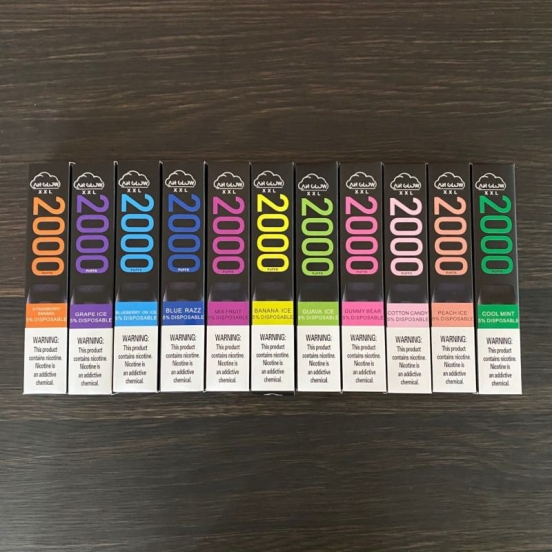 AIR GLOW
XXL
2000
PUFFS
STRAWBERRY
BANANA
5% DISPOSABLE
WARNING:
This product
contains nicotine.
Nicotine is
an addictive
chemical.
AIR GLOW
XXL
2000
PUFFS
GRAPE ICE
5% DISPOSABLE
WARNING:
This product
contains nicotine.
Nicotine is
an addictive
chemical.
AIR GLOW
XXL
2000
PUFFS
BLUEBERRY ON ICE
5% DISPOSABLE
WARNING:
This product
contains nicotine.
Nicotine is
an addictive
chemical.
AIR GLOW
XXL
2000
PUFFS
BLUE RAZZ
5% DISPOSABLE
WARNING:
This product
contains nicotine.
Nicotine is
an addictive
chemical.
AIR GLOW
XXL
2000
PUFFS
MIX FRUIT
5% DISPOSABLE
WARNING:
This product
contains nicotine.
Nicotine is
an addictive
chemical.
AIR GLOW
XXL
2000
PUFFS
BANANA ICE
5% DISPOSABLE
WARNING:
This product
contains nicotine.
Nicotine is
an addictive
chemical.
AIR GLOW
XXL
2000
PUFFS
GUAVA ICE
5% DISPOSABLE
WARNING:
This product
contains nicotine.
Nicotine is
an addictive
chemical.
AIR GLOW
XXL
2000
PUFFS
GUMMY BEAR
5% DISPOSABLE
WARNING:
This product
contains nicotine.
Nicotine is
an addictive
chemical.
AIR GLOW
XXL
2000
PUFFS
COTTON CANDY
5% DISPOSABLE
WARNING:
This product
contains nicotine.
Nicotine is
an addictive
chemical.
AIR GLOW
XXL
2000
PUFFS
PEACH ICE
5% DISPOSABLE
WARNING:
This product
contains nicotine.
Nicotine is
an addictive
chemical.
AIR GLOW
XXL
2000
PUFFS
COOL MINT
5% DISPOSABLE
WARNING:
This product
contains nicotine.
Nicotine is
an addictive
chemical.